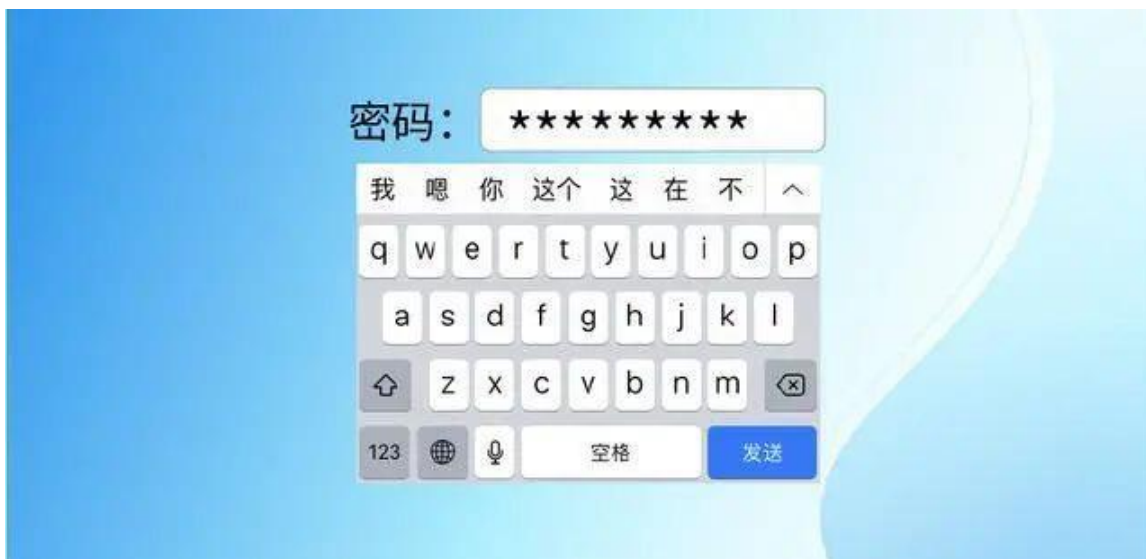 密码： *********
我 嗯 你 这个 这 在 不
q w e r t y u i o p
a s d f g h j k l
z x c v b n m
123 空格 发送